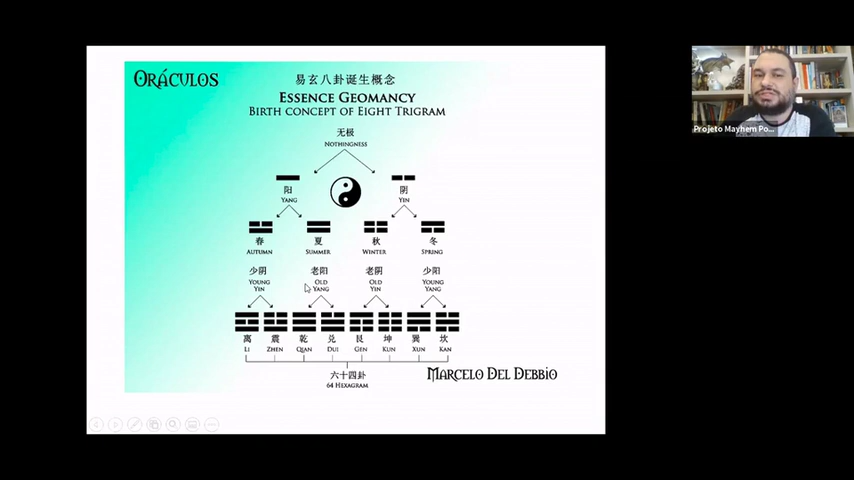 ORÁCULOS
易玄八卦诞生概念
ESSENCE GEOMANCY
BIRTH CONCEPT OF EIGHT TRIGRAM
无极
NOTHINGNESS
阳 阴
YANG YIN
春 夏 秋 冬
AUTUMN SUMMER WINTER SPRING
少阴 老阳 老阴 少阳
YOUNG YIN OLD YANG OLD YIN YOUNG YANG
离 震 乾 兑 艮 坤 巽 坎
LI ZHEN QIAN DUI GEN KUN XUN KAN
六十四卦
64 HEXAGRAM
MARCELO DEL DEBBIO
Projeto Mayhem Po...